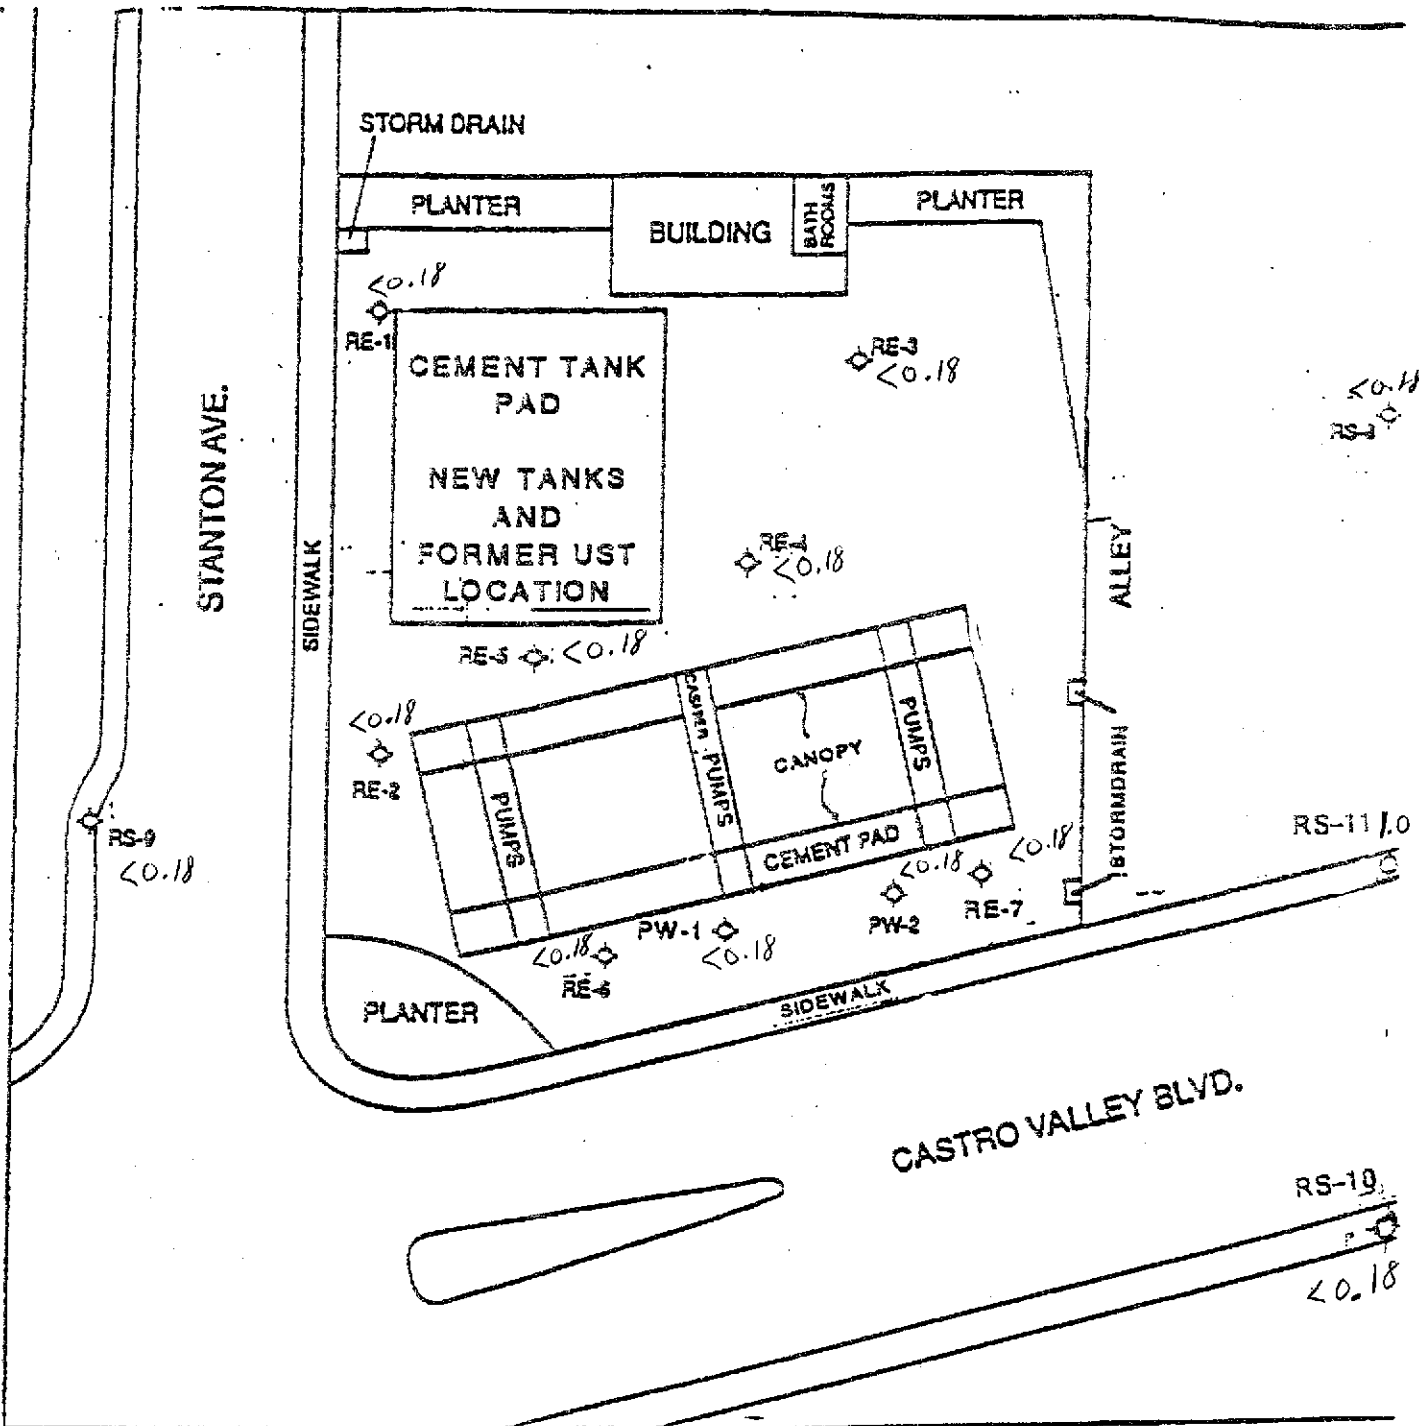 STORM DRAIN
PLANTER
BUILDING
BATH
ROOMS
PLANTER
<0.18
RE-1
CEMENT TANK
PAD
NEW TANKS
AND
FORMER UST
LOCATION
RE-3
<0.18
<0.18
STANTON AVE.
SIDEWALK
RE-4
<0.18
ALLEY
RE-5
<0.18
<0.18
RE-2
CASHIER
PUMPS
PUMPS
PUMPS
CANOPY
CEMENT PAD
STORMDRAIN
RS-9
<0.18
RS-11 1.0
<0.18
PW-2
<0.18
RE-7
PW-1
<0.18
<0.18
RE-6
PLANTER
SIDEWALK
CASTRO VALLEY BLVD.
RS-10
<0.18